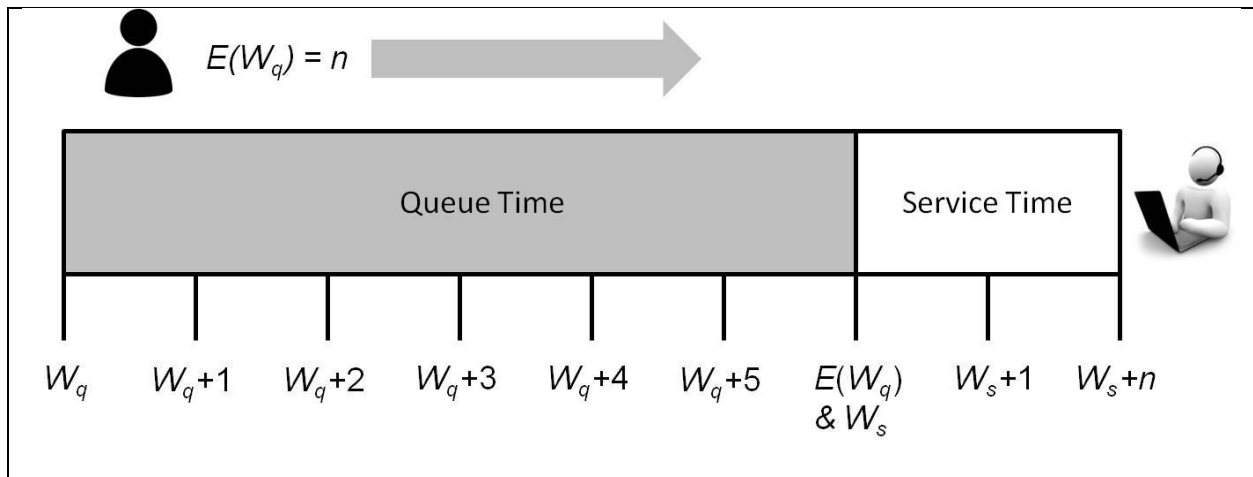 E(Wq) = n
Queue Time
Service Time
Wq
Wq+1
Wq+2
Wq+3
Wq+4
Wq+5
E(Wq)
& Ws
Ws+1
Ws+n